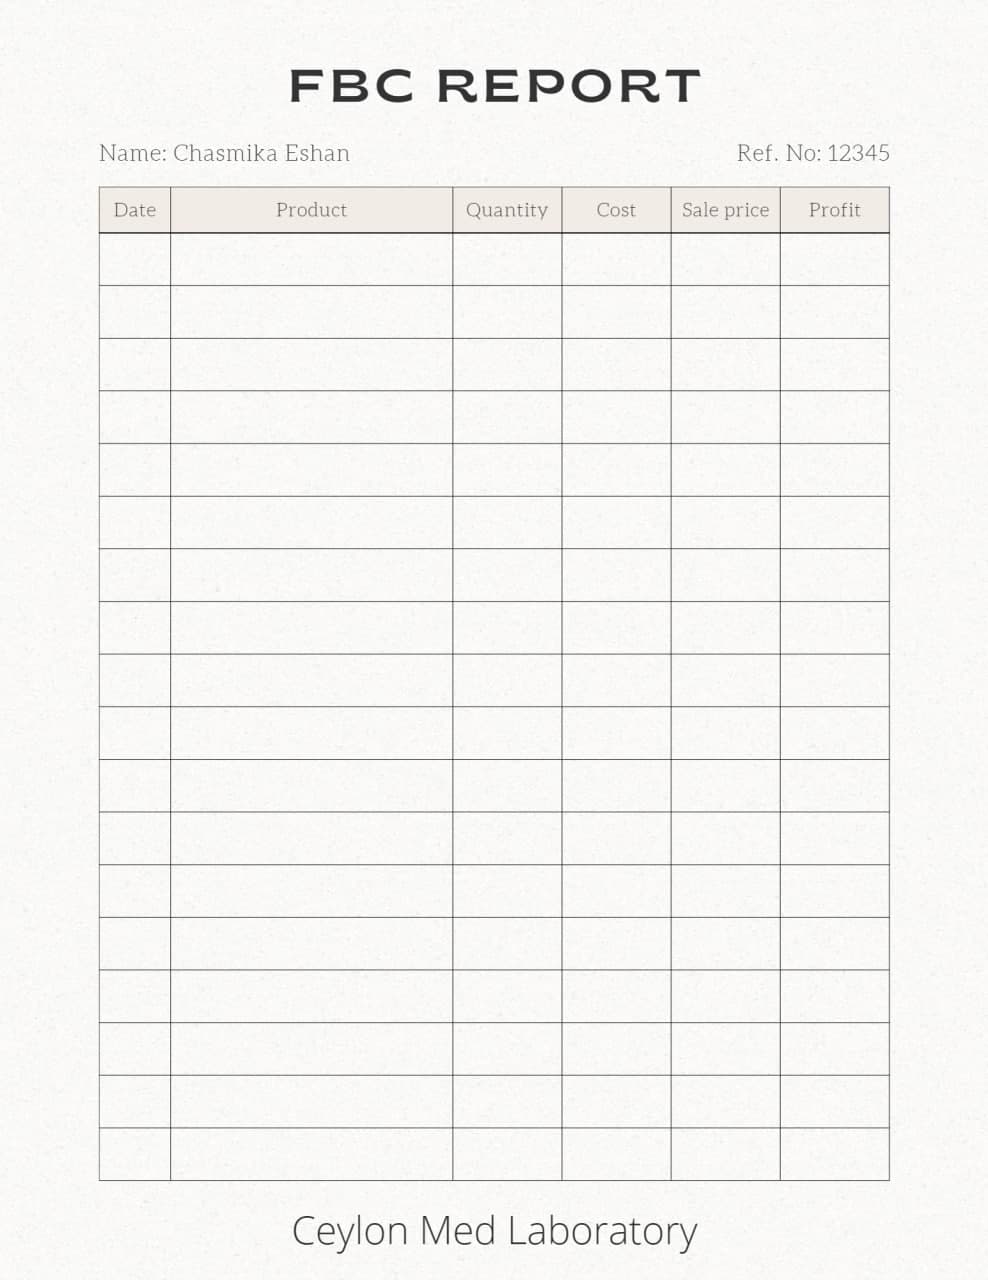 FBC REPORT
Name: Chasmika Eshan Ref. No: 12345
Date Product Quantity Cost Sale price Profit
Ceylon Med Laboratory